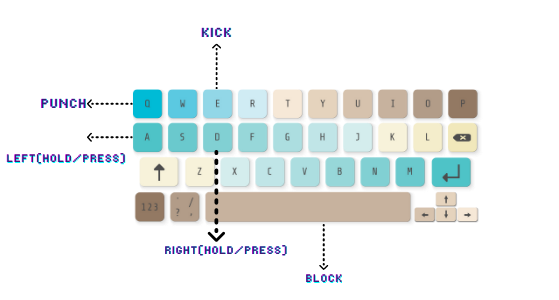 KICK
PUNCH
Q W E R T Y U I O P
A S D F G H J K L
LEFT(HOLD/PRESS)
Z X C V B N M
123 . / ? ,
RIGHT(HOLD/PRESS)
BLOCK